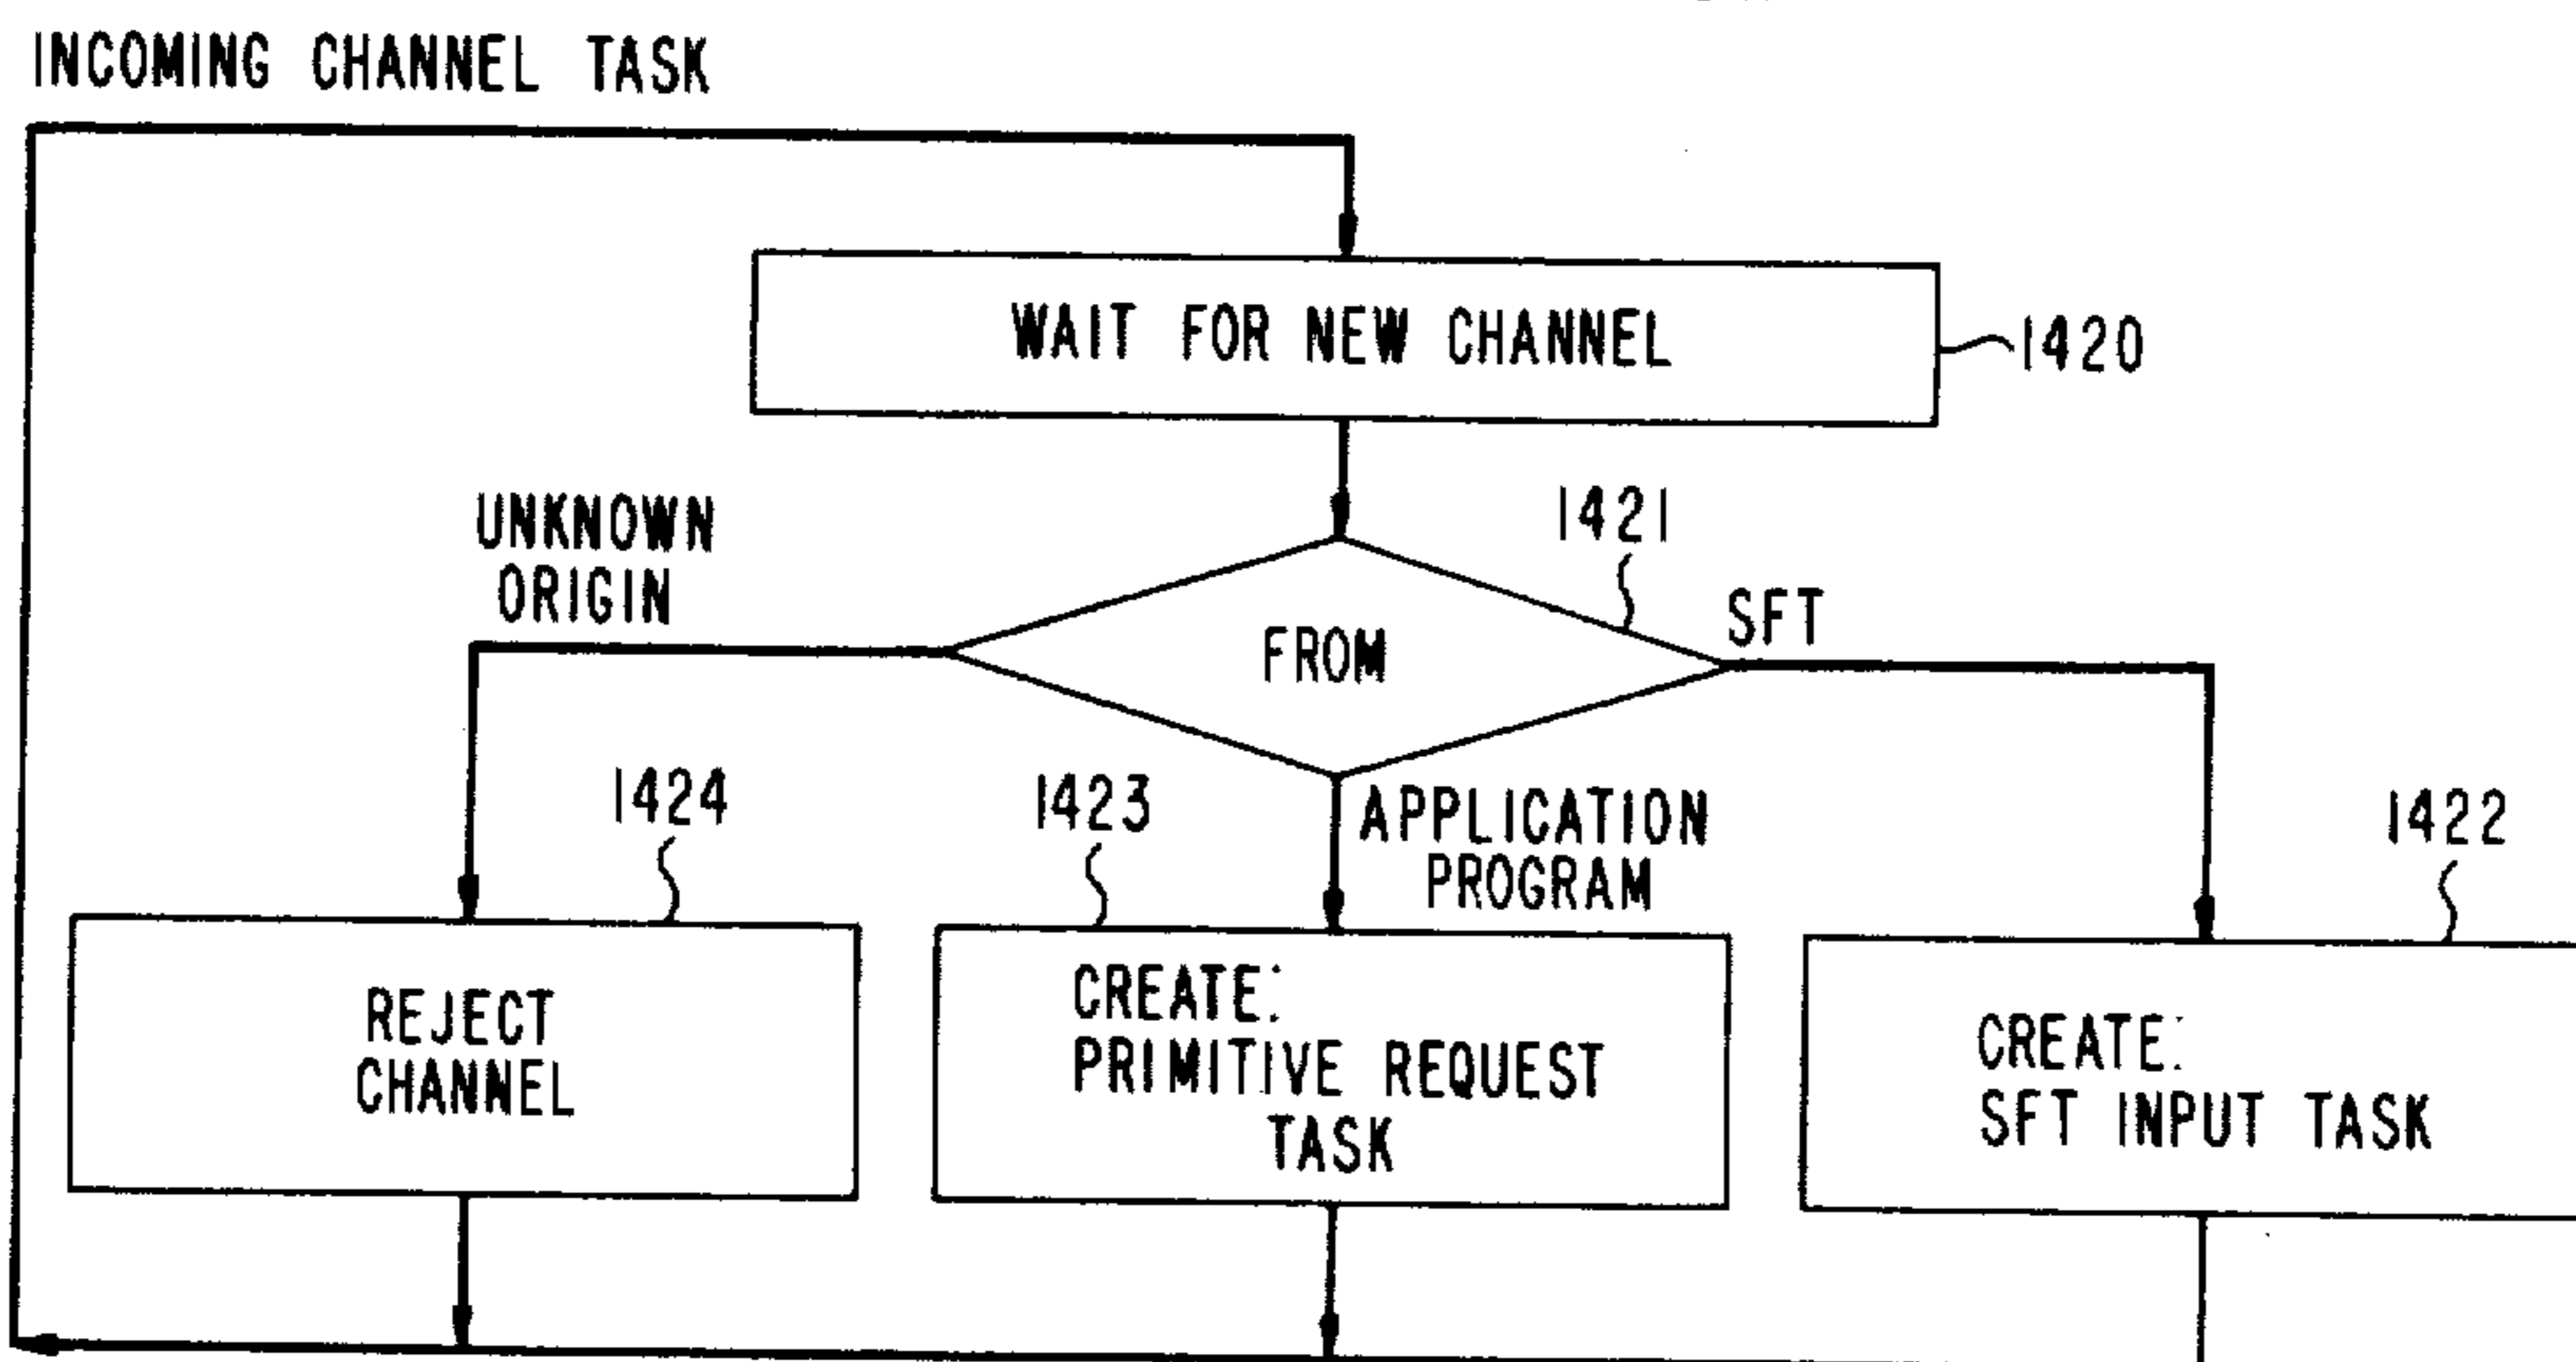 INCOMING CHANNEL TASK
WAIT FOR NEW CHANNEL
1420
UNKNOWN
ORIGIN
1421
FROM
SFT
1424
1423
APPLICATION
PROGRAM
1422
REJECT
CHANNEL
CREATE:
PRIMITIVE REQUEST
TASK
CREATE:
SFT INPUT TASK